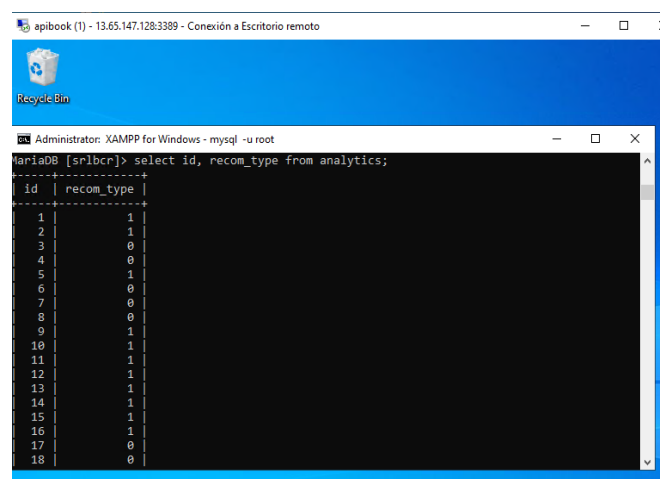 apibook (1) - 13.65.147.128:3389 - Conexión a Escritorio remoto
Recycle Bin
Administrator: XAMPP for Windows - mysql -u root
MariaDB [srlbcr]> select id, recom_type from analytics;
+-----+------------+
| id | recom_type |
+-----+------------+
| 1 | 1 |
| 2 | 1 |
| 3 | 0 |
| 4 | 0 |
| 5 | 1 |
| 6 | 0 |
| 7 | 0 |
| 8 | 0 |
| 9 | 1 |
| 10 | 1 |
| 11 | 1 |
| 12 | 1 |
| 13 | 1 |
| 14 | 1 |
| 15 | 1 |
| 16 | 1 |
| 17 | 0 |
| 18 | 0 |